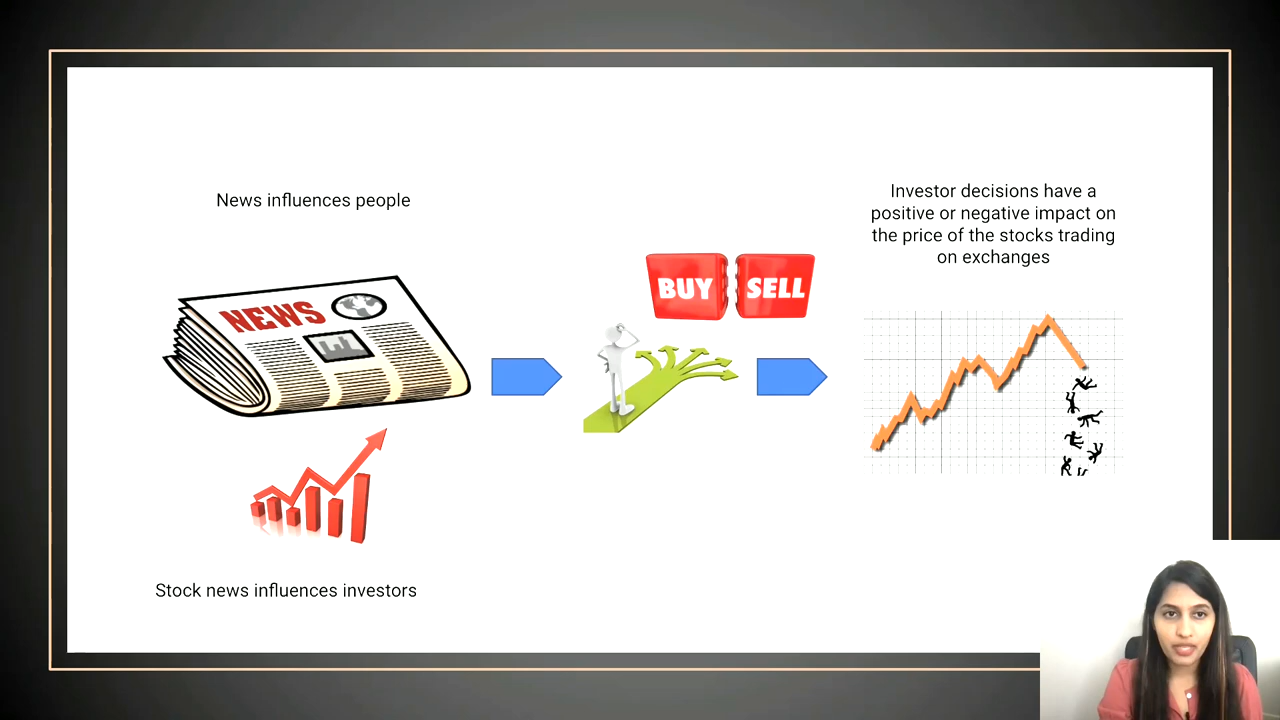 News influences people
NEWS
Stock news influences investors
BUY SELL
Investor decisions have a
positive or negative impact on
the price of the stocks trading
on exchanges